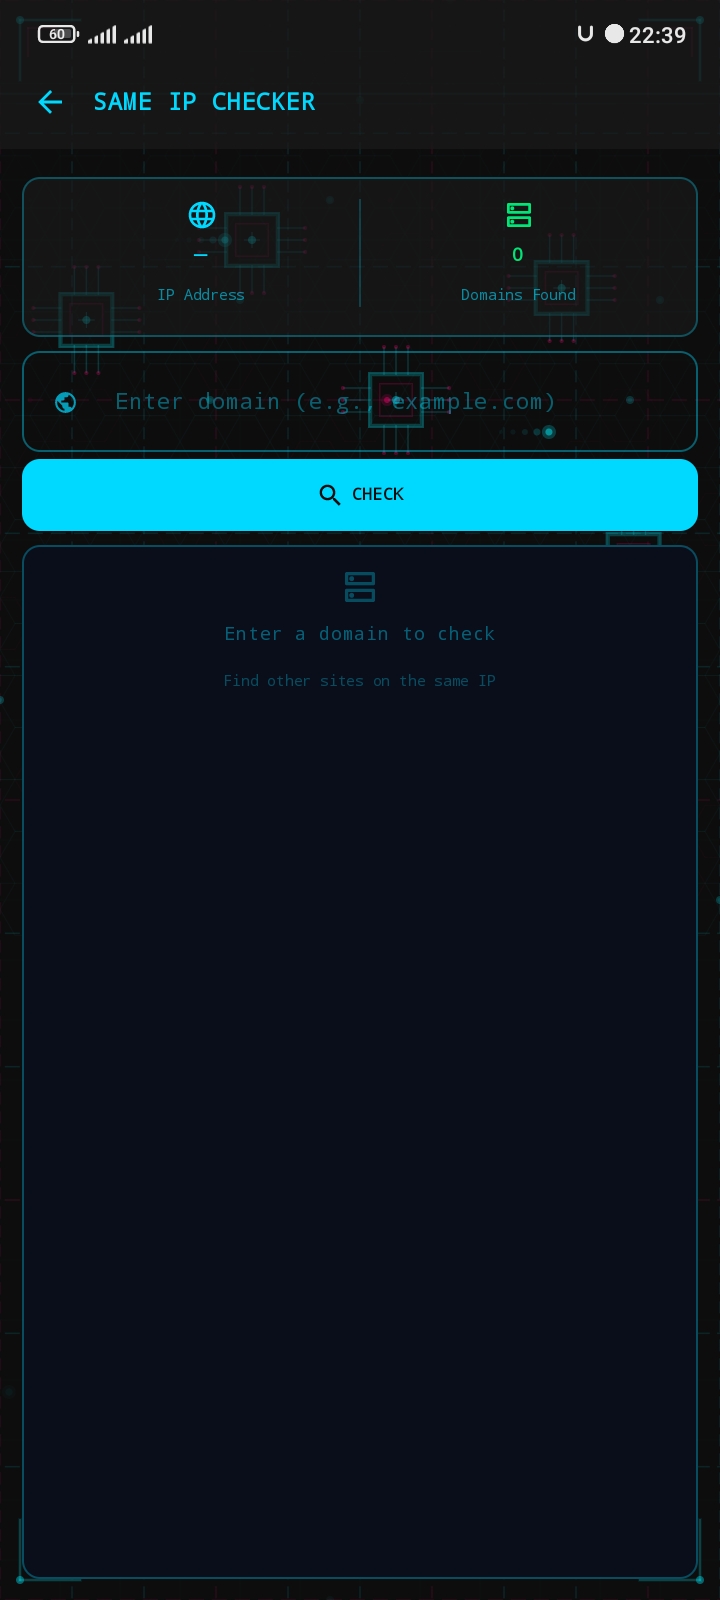 60
22:39
SAME IP CHECKER
—
0
IP Address
Domains Found
Enter domain (e.g., example.com)
CHECK
Enter a domain to check
Find other sites on the same IP